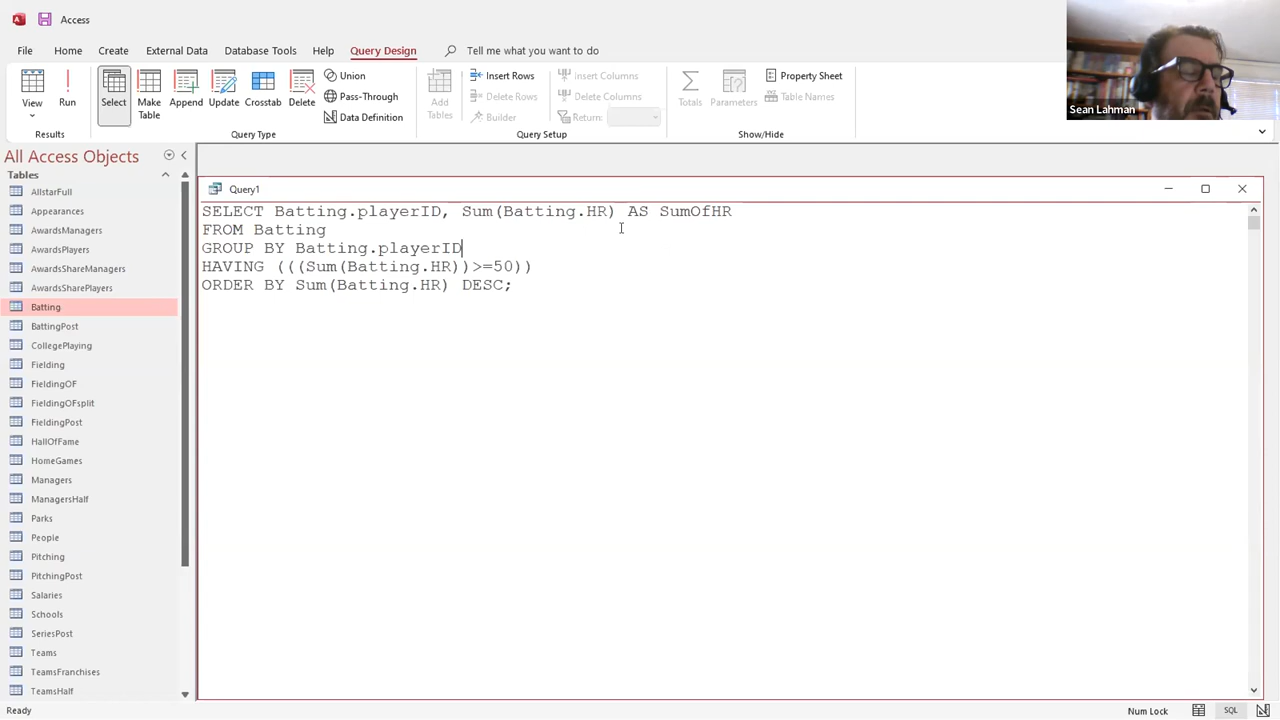 Access
File Home Create External Data Database Tools Help Query Design Tell me what you want to do
Sean Lahman
View Run Select Make Table Append Update Crosstab Delete Union Pass-Through Data Definition Add Tables Insert Rows Delete Rows Builder Insert Columns Delete Columns Return: Totals Parameters Property Sheet Table Names
Results Query Type Query Setup Show/Hide
All Access Objects
Tables
AllstarFull
Appearances
AwardsManagers
AwardsPlayers
AwardsShareManagers
AwardsSharePlayers
Batting
BattingPost
CollegePlaying
Fielding
FieldingOF
FieldingOFsplit
FieldingPost
HallOfFame
HomeGames
Managers
ManagersHalf
Parks
People
Pitching
PitchingPost
Salaries
Schools
SeriesPost
Teams
TeamsFranchises
TeamsHalf
Query1
SELECT Batting.playerID, Sum(Batting.HR) AS SumOfHR
FROM Batting
GROUP BY Batting.playerID
HAVING (((Sum(Batting.HR))>=50))
ORDER BY Sum(Batting.HR) DESC;
Ready Num Lock SQL